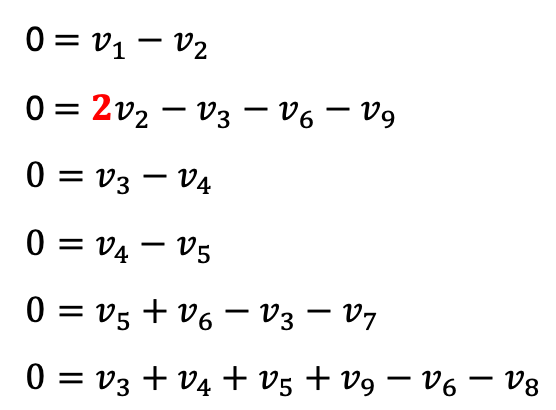 0 = v₁ − v₂
0 = 2v₂ − v₃ − v₆ − v₉
0 = v₃ − v₄
0 = v₄ − v₅
0 = v₅ + v₆ − v₃ − v₇
0 = v₃ + v₄ + v₅ + v₉ − v₆ − v₈